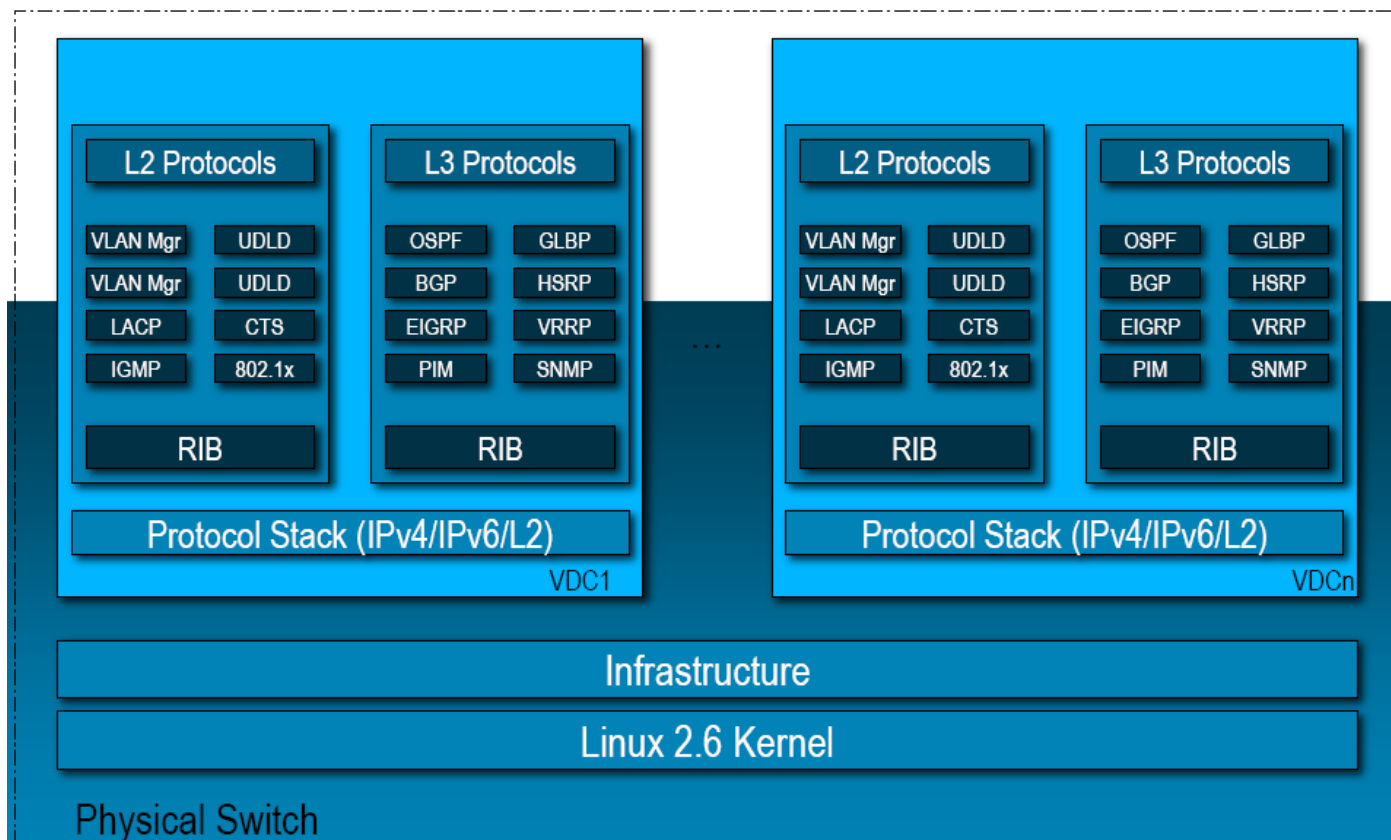 L2 Protocols
L3 Protocols
VLAN Mgr UDLD
VLAN Mgr UDLD
LACP CTS
IGMP 802.1x
RIB
OSPF GLBP
BGP HSRP
EIGRP VRRP
PIM SNMP
RIB
Protocol Stack (IPv4/IPv6/L2)
VDC1
...
L2 Protocols
L3 Protocols
VLAN Mgr UDLD
VLAN Mgr UDLD
LACP CTS
IGMP 802.1x
RIB
OSPF GLBP
BGP HSRP
EIGRP VRRP
PIM SNMP
RIB
Protocol Stack (IPv4/IPv6/L2)
VDCn
Infrastructure
Linux 2.6 Kernel
Physical Switch